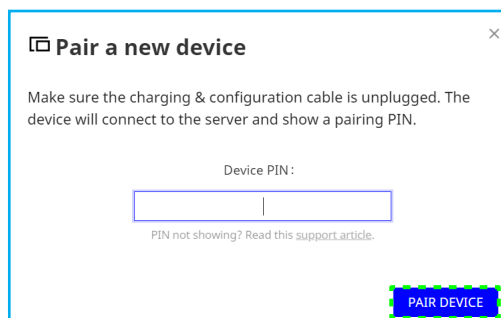 Pair a new device
Make sure the charging & configuration cable is unplugged. The
device will connect to the server and show a pairing PIN.
Device PIN:
PIN not showing? Read this support article.
PAIR DEVICE